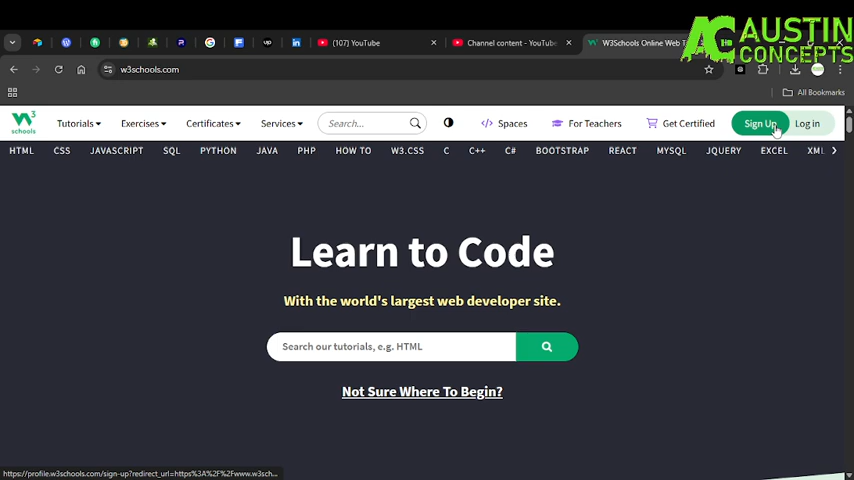 AUSTIN
CONCEPTS
(107) YouTube
Channel content - YouTube
W3Schools Online Web T
w3schools.com
All Bookmarks
W3 schools
Tutorials
Exercises
Certificates
Services
Search...
Spaces
For Teachers
Get Certified
Sign Up
Log in
HTML CSS JAVASCRIPT SQL PYTHON JAVA PHP HOW TO W3.CSS C C++ C# BOOTSTRAP REACT MYSQL JQUERY EXCEL XML
Learn to Code
With the world's largest web developer site.
Search our tutorials, e.g. HTML
Not Sure Where To Begin?
https://profile.w3schools.com/sign-up?redirect_url=https%3A%2F%2Fwww.w3sch...